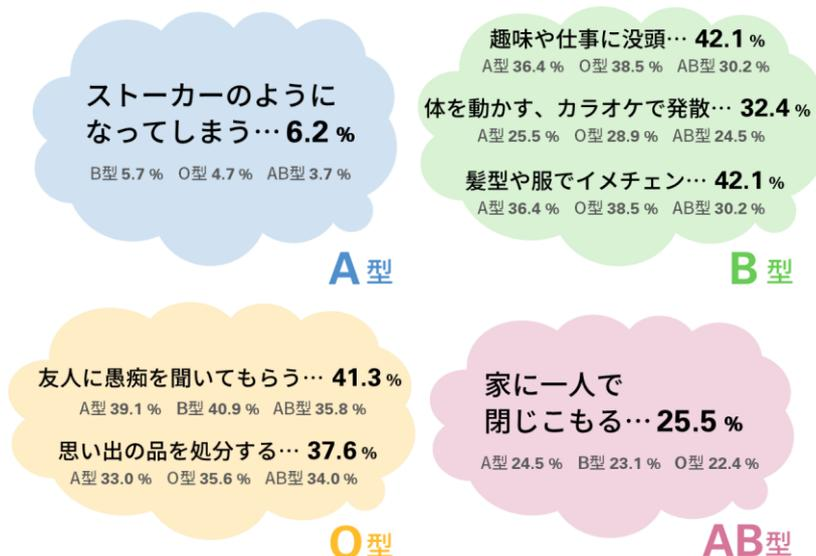 ストーカーのように
なってしまう…6.2 %
B型 5.7 % O型 4.7 % AB型 3.7 %
A型
趣味や仕事に没頭… 42.1 %
A型 36.4 % O型 38.5 % AB型 30.2 %
体を動かす、カラオケで発散… 32.4 %
A型 25.5 % O型 28.9 % AB型 24.5 %
髪型や服でイメチェン… 42.1 %
A型 36.4 % O型 38.5 % AB型 30.2 %
B型
友人に愚痴を聞いてもらう… 41.3 %
A型 39.1 % B型 40.9 % AB型 35.8 %
思い出の品を処分する… 37.6 %
A型 33.0 % O型 35.6 % AB型 34.0 %
O型
家に一人で
閉じこもる…25.5 %
A型 24.5 % B型 23.1 % O型 22.4 %
AB型